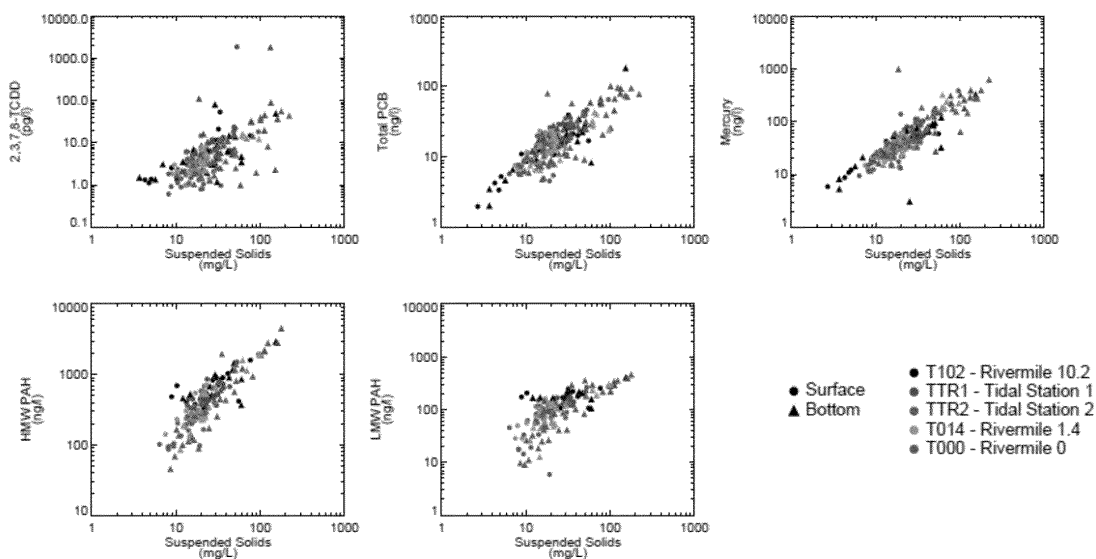 10000.0
1000.0
100.0
10.0
1.0
0.1
2,3,7,8-TCDD
(pg/l)
1 10 100 1000
Suspended Solids
(mg/L)
1000
100
10
1
Total PCB
(ng/l)
1 10 100 1000
Suspended Solids
(mg/L)
10000
1000
100
10
1
Mercury
(ng/l)
1 10 100 1000
Suspended Solids
(mg/L)
10000
1000
100
10
HMW PAH
(ng/l)
1 10 100 1000
Suspended Solids
(mg/L)
10000
1000
100
10
1
LMW PAH
(ng/l)
1 10 100 1000
Suspended Solids
(mg/L)
Surface
Bottom
T102 - Rivermile 10.2
TTR1 - Tidal Station 1
TTR2 - Tidal Station 2
T014 - Rivermile 1.4
T000 - Rivermile 0